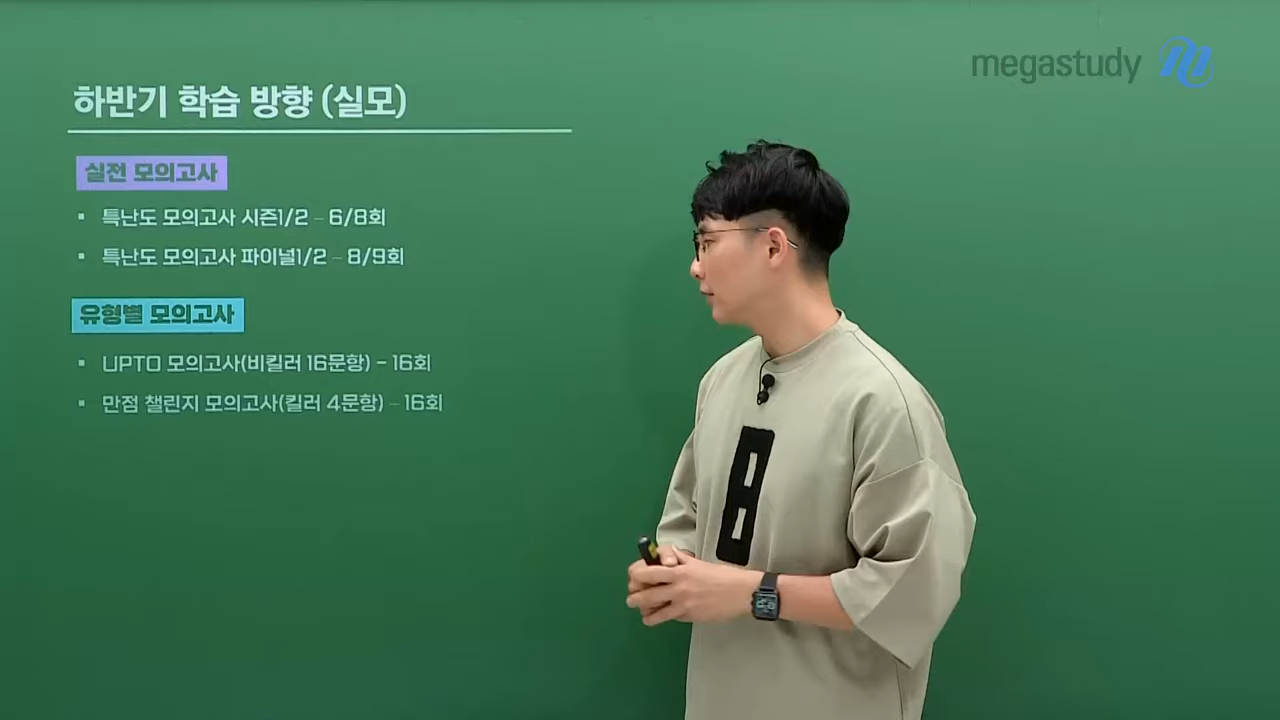 megastudy
하반기 학습 방향 (실모)
실전 모의고사
▪ 특난도 모의고사 시즌1/2 – 6/8회
▪ 특난도 모의고사 파이널1/2 – 8/9회
유형별 모의고사
▪ UPTO 모의고사(비킬러 16문항) – 16회
▪ 만점 챌린지 모의고사(킬러 4문항) – 16회